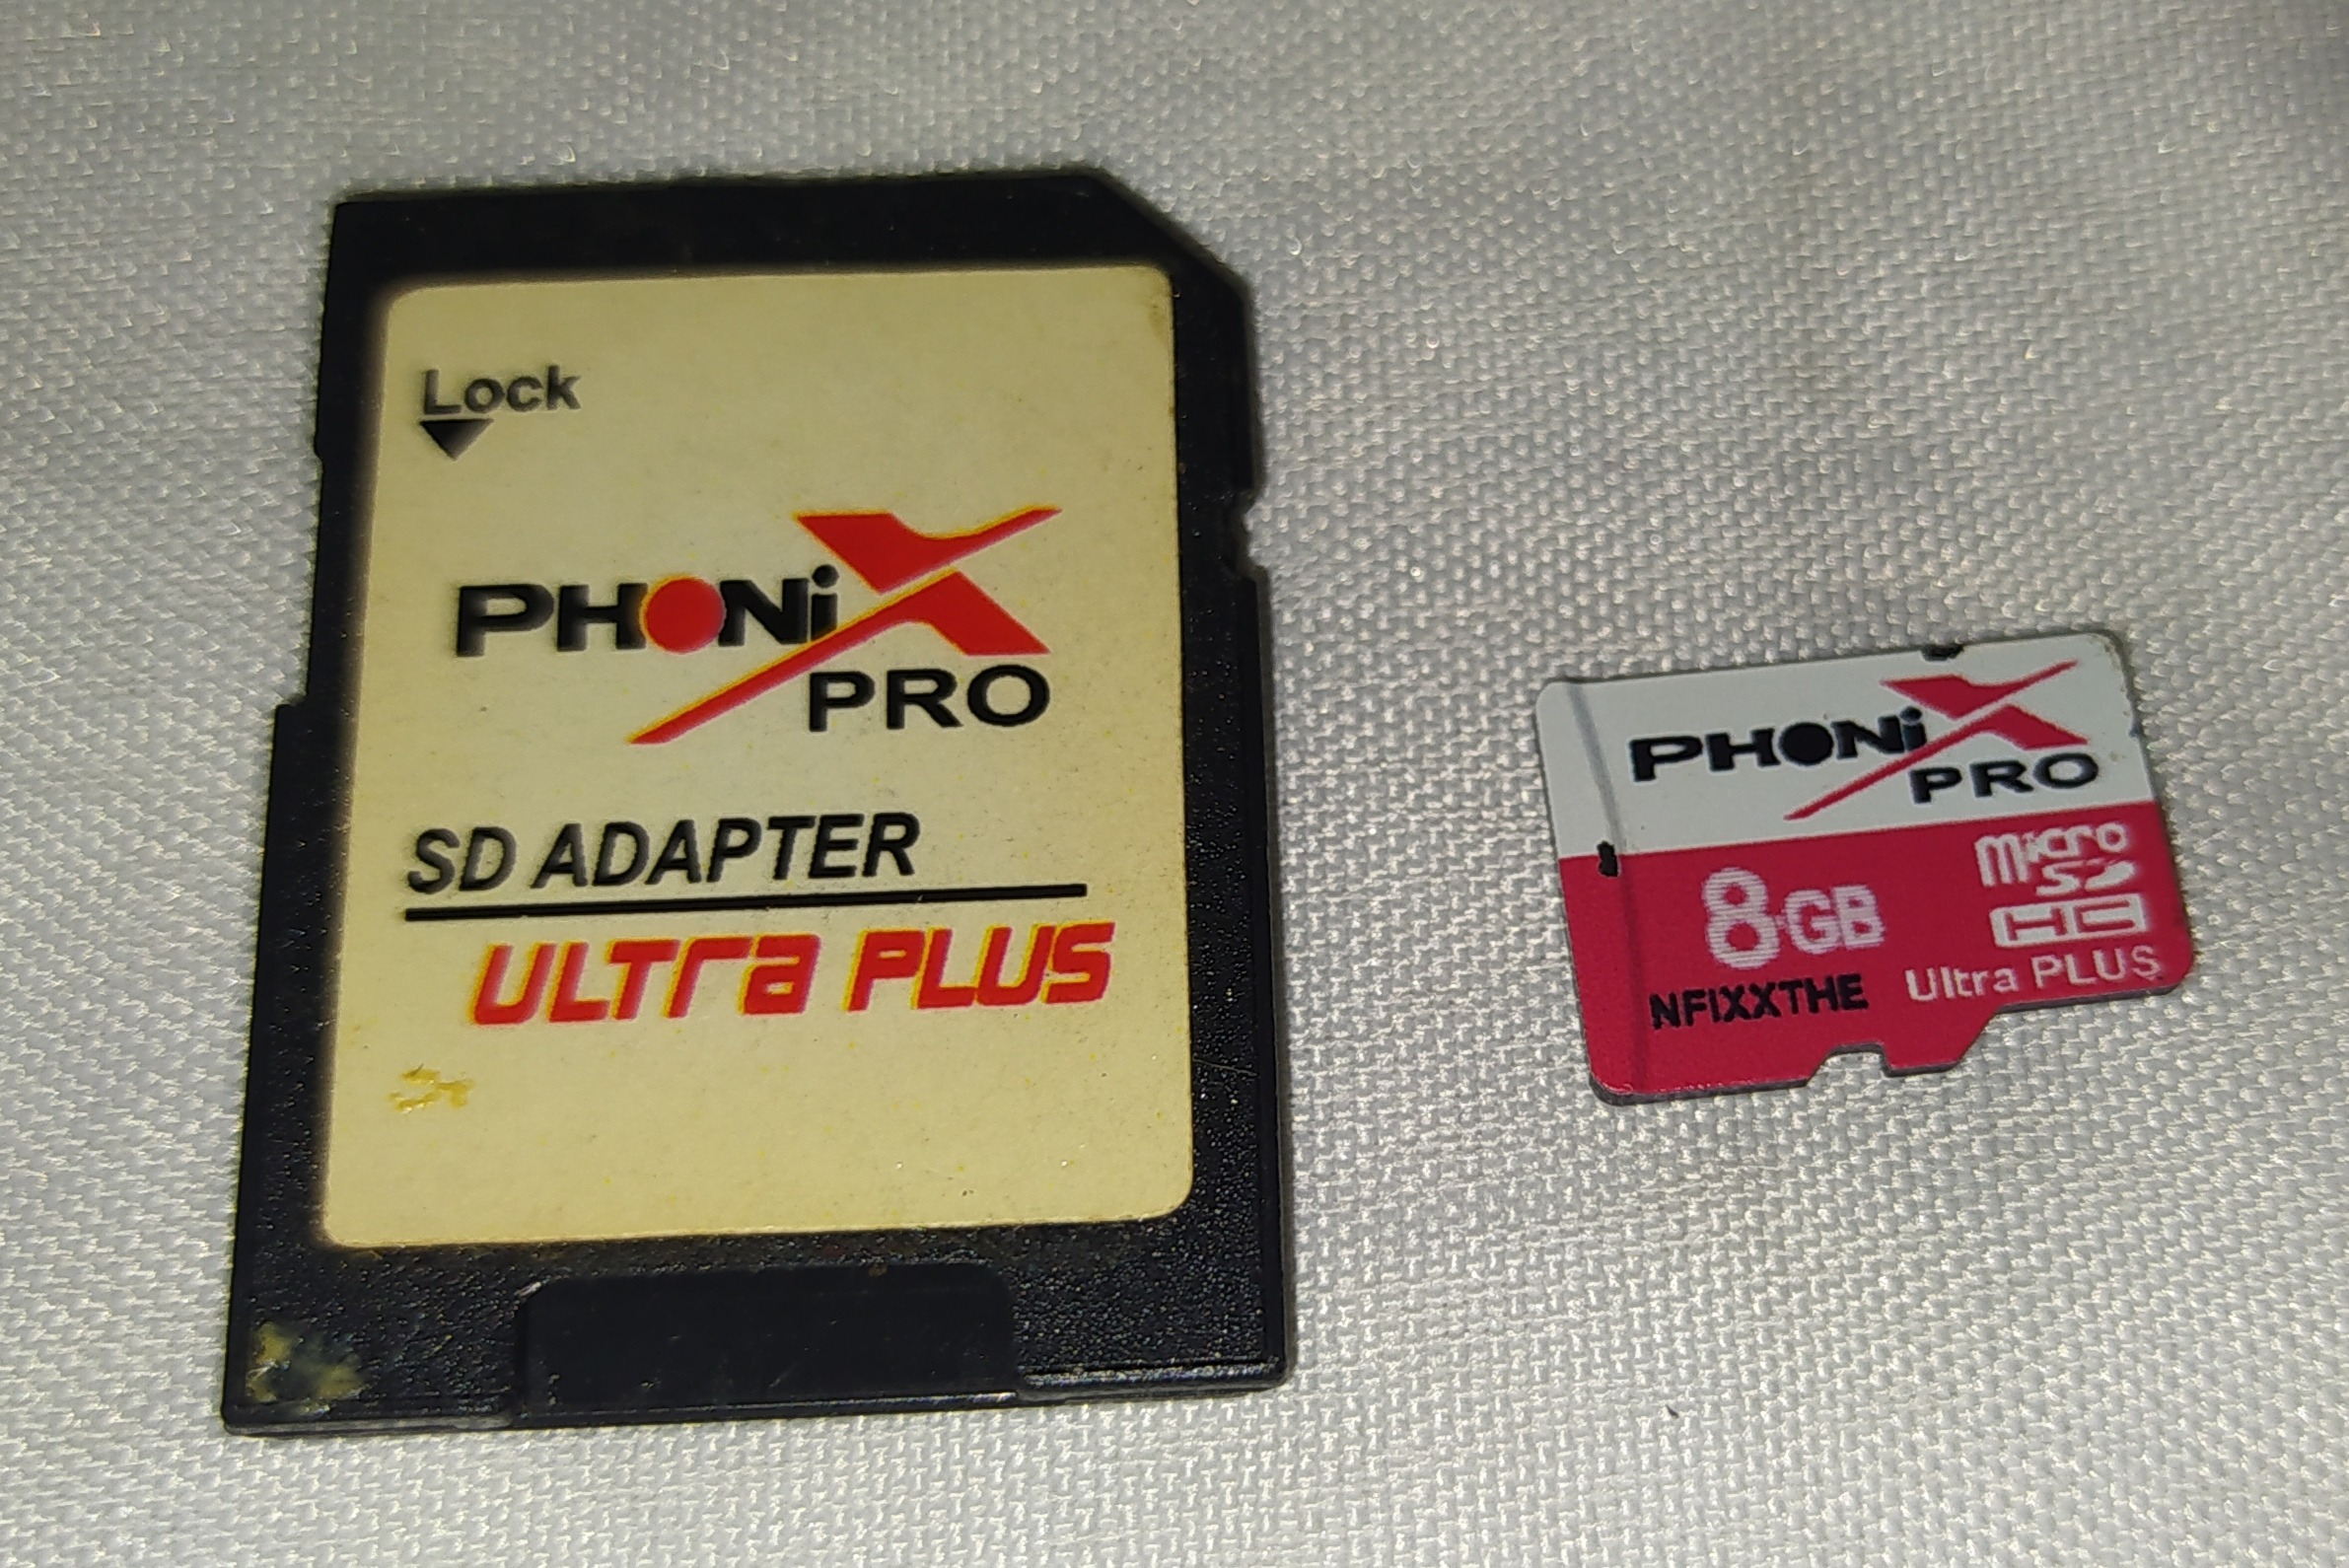 Lock
PHONiX
PRO
SD ADAPTER
ULTra PLUS
PHONiX
PRO
8GB
micro
SD
HC
NFIXXTHE
Ultra PLUS